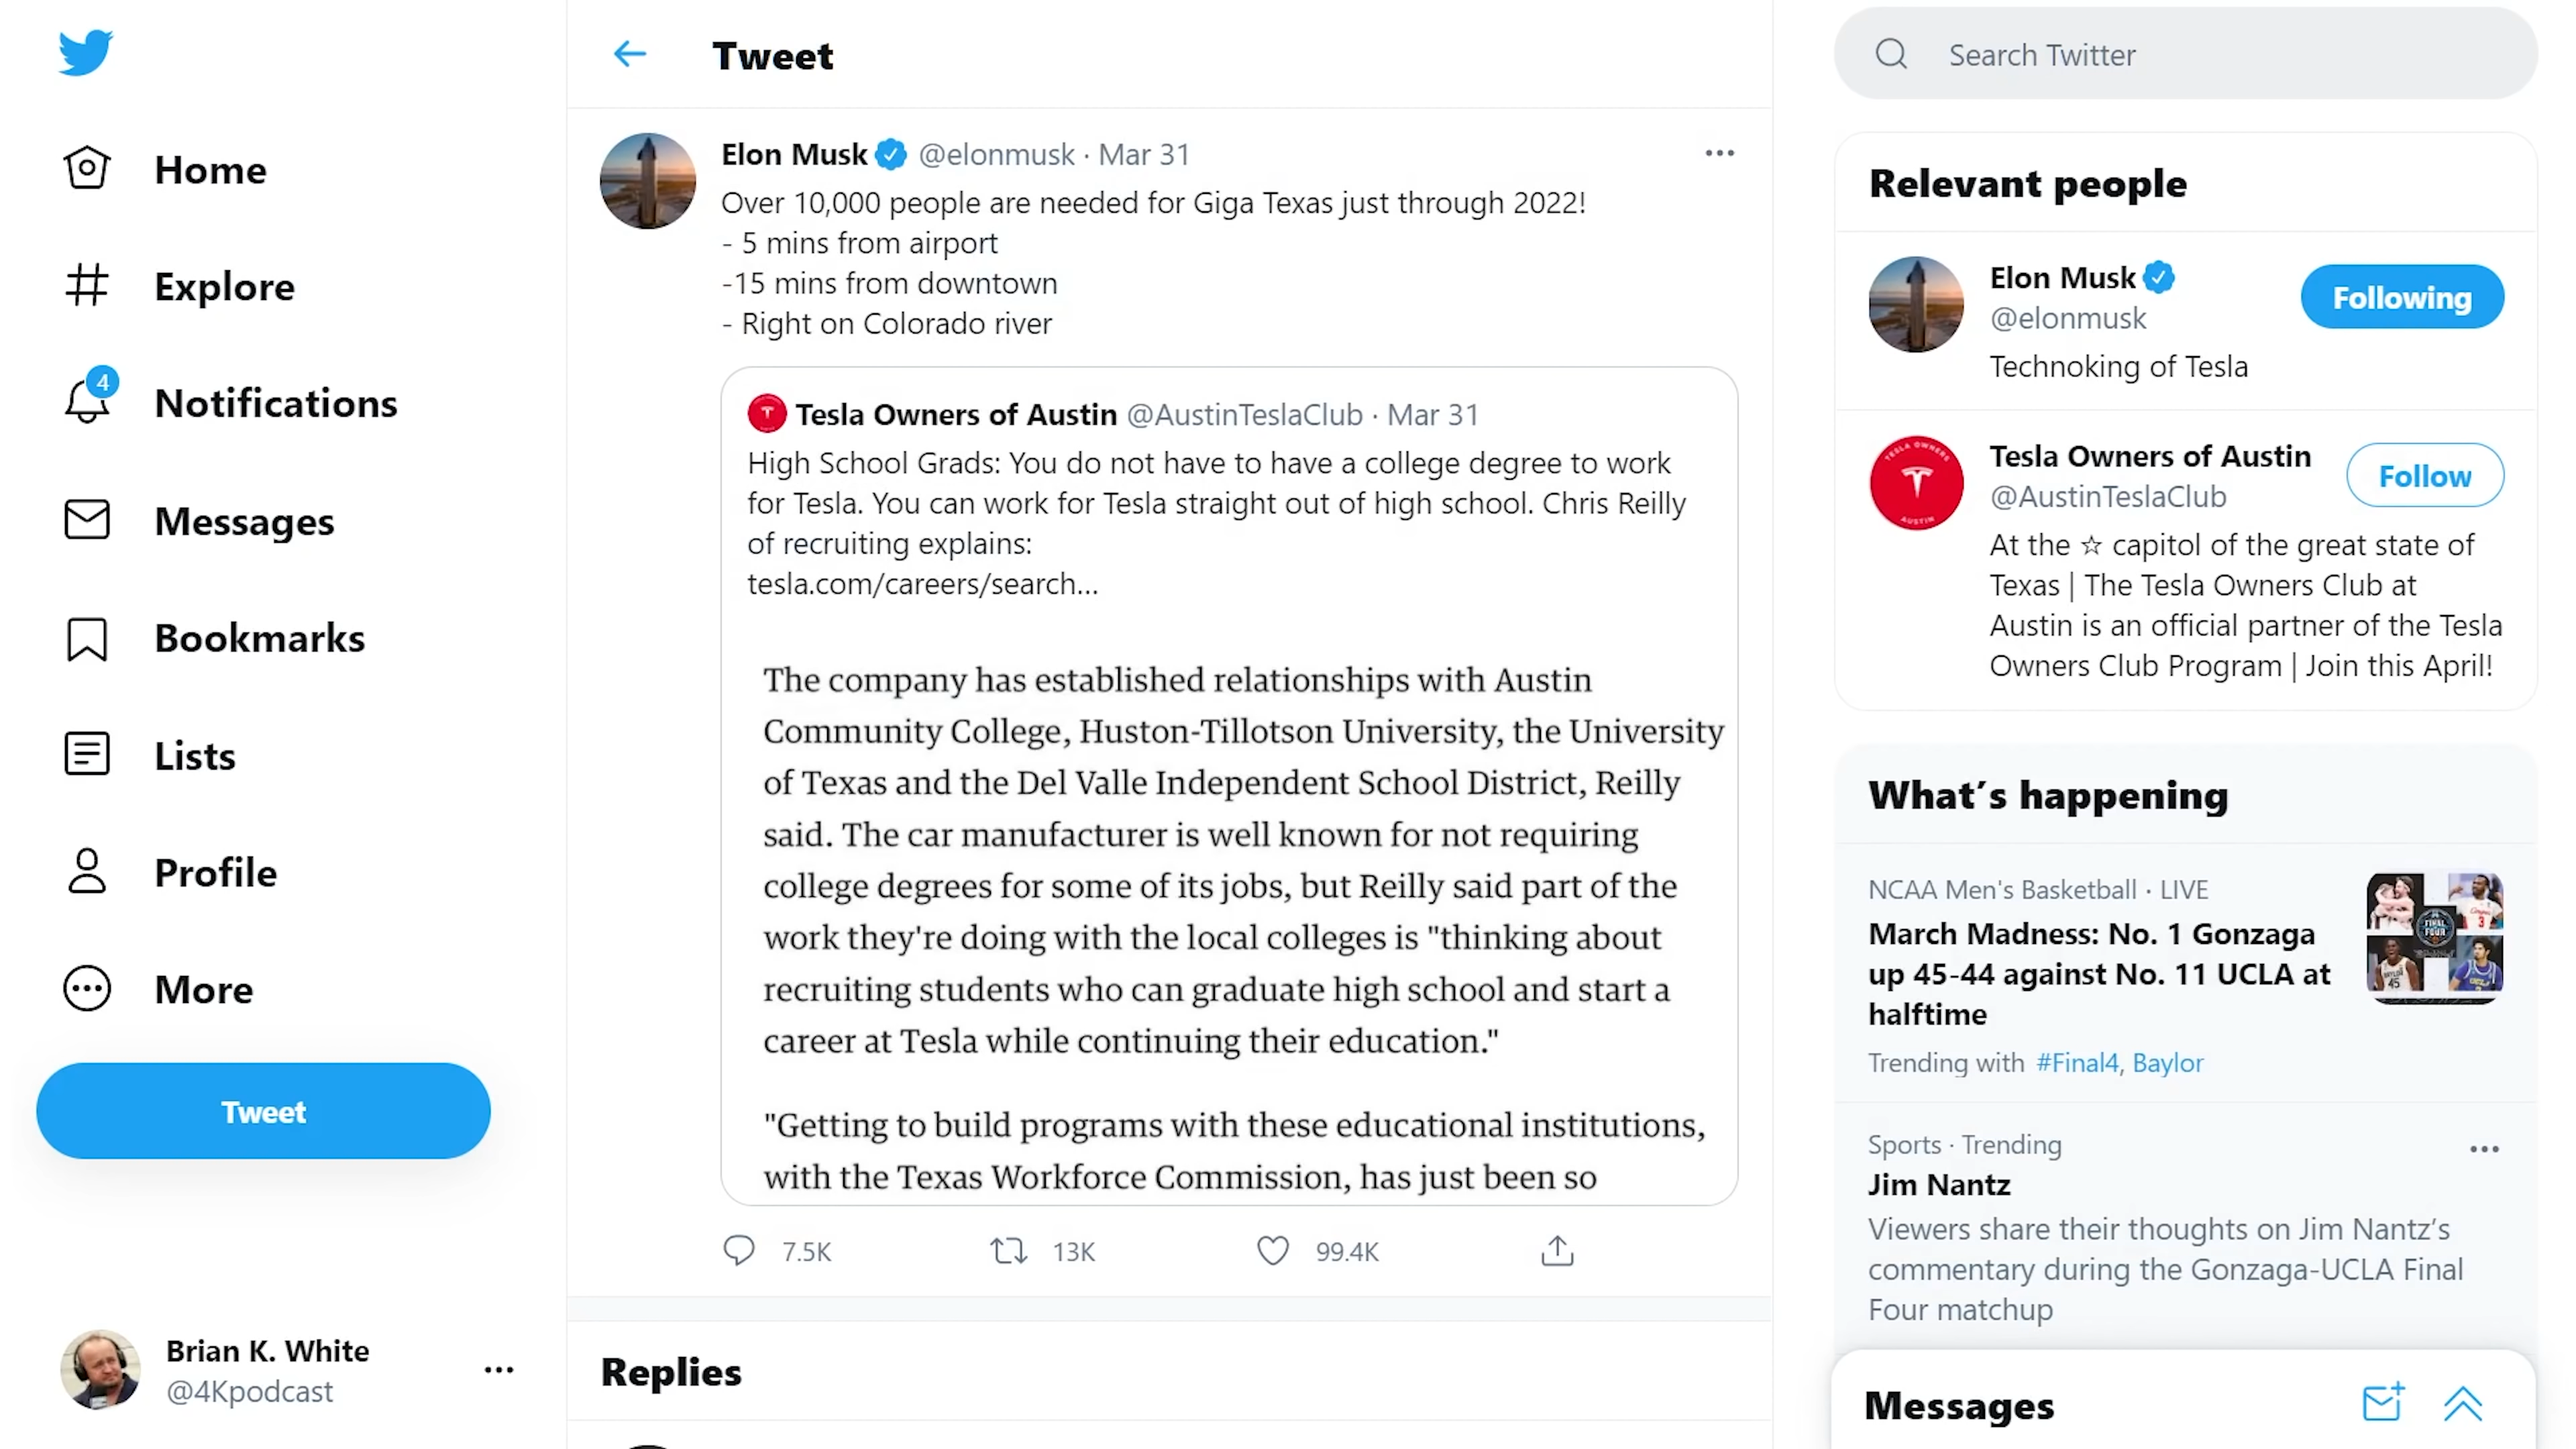 Home
Explore
4
Notifications
Messages
Bookmarks
Lists
Profile
More
Tweet
Brian K. White
@4Kpodcast
Tweet
Elon Musk @elonmusk · Mar 31
Over 10,000 people are needed for Giga Texas just through 2022!
- 5 mins from airport
-15 mins from downtown
- Right on Colorado river
Tesla Owners of Austin @AustinTeslaClub · Mar 31
High School Grads: You do not have to have a college degree to work
for Tesla. You can work for Tesla straight out of high school. Chris Reilly
of recruiting explains:
tesla.com/careers/search...
The company has established relationships with Austin
Community College, Huston-Tillotson University, the University
of Texas and the Del Valle Independent School District, Reilly
said. The car manufacturer is well known for not requiring
college degrees for some of its jobs, but Reilly said part of the
work they're doing with the local colleges is "thinking about
recruiting students who can graduate high school and start a
career at Tesla while continuing their education."
"Getting to build programs with these educational institutions,
with the Texas Workforce Commission, has just been so
7.5K 13K 99.4K
Replies
Search Twitter
Relevant people
Elon Musk
@elonmusk
Following
Technoking of Tesla
TESLA OWNERS
AUSTIN
Tesla Owners of Austin
@AustinTeslaClub
Follow
At the ☆ capitol of the great state of
Texas | The Tesla Owners Club at
Austin is an official partner of the Tesla
Owners Club Program | Join this April!
What's happening
NCAA Men's Basketball · LIVE
March Madness: No. 1 Gonzaga
up 45-44 against No. 11 UCLA at
halftime
Trending with #Final4, Baylor
FINAL
FOUR
3
45
Sports · Trending
Jim Nantz
Viewers share their thoughts on Jim Nantz's
commentary during the Gonzaga-UCLA Final
Four matchup
Messages